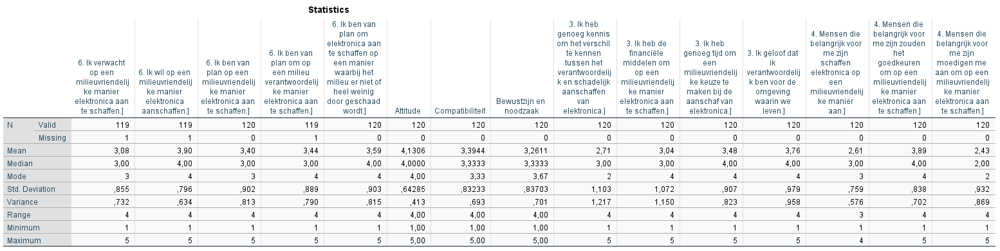 Statistics
6. Ik verwacht
op een
milieuvriendelij
ke manier
elektronica aan
te schaffen.]
6. Ik wil op een
milieuvriendelij
ke manier
elektronica
aanschaffen.]
6. Ik ben van
plan op een
milieuvriendelij
ke manier
elektronica aan
te schaffen.]
6. Ik ben van
plan om op
een milieu
verantwoordelij
ke manier
elektronica aan
te schaffen.]
6. Ik ben van
plan om
elektronica aan
te schaffen op
een manier
waarbij het
milieu er niet of
heel weinig
door geschaad
wordt.]
Attitude
Compatibiliteit
Bewustzijn en
noodzaak
3. Ik heb
genoeg kennis
om het verschil
te kennen
tussen het
verantwoordelij
k en schadelijk
aanschaffen
van
elektronica.]
3. Ik heb de
financiële
middelen om
op een
milieuvriendelij
ke manier
elektronica aan
te schaffen.]
3. Ik heb
genoeg tijd om
een
milieuvriendelij
ke keuze te
maken bij de
aanschaf van
elektronica.]
3. Ik geloof dat
ik
verantwoordelij
k ben voor de
omgeving
waarin we
leven.]
4. Mensen die
belangrijk voor
me zijn
schaffen
elektronica op
een
milieuvriendelij
ke manier
aan.]
4. Mensen die
belangrijk voor
me zijn zouden
het
goedkeuren
om op een
milieuvriendelij
ke manier
elektronica aan
te schaffen.]
4. Mensen die
belangrijk voor
me zijn
moedigen me
aan om op een
milieuvriendelij
ke manier
elektronica aan
te schaffen.]
N Valid 119 119 120 119 120 120 120 120 120 120 120 120 120 120 120
Missing 1 1 0 1 0 0 0 0 0 0 0 0 0 0 0
Mean 3,08 3,90 3,40 3,44 3,59 4,1306 3,3944 3,2611 2,71 3,04 3,48 3,76 2,61 3,89 2,43
Median 3,00 4,00 3,00 3,00 4,00 4,0000 3,3333 3,3333 3,00 3,00 4,00 4,00 3,00 4,00 2,00
Mode 3 4 3 4 4 4,00 3,33 3,67 2 4 4 4 3 4 2
Std. Deviation ,855 ,796 ,902 ,889 ,903 ,64285 ,83233 ,83703 1,103 1,072 ,907 ,979 ,759 ,838 ,932
Variance ,732 ,634 ,813 ,790 ,815 ,413 ,693 ,701 1,217 1,150 ,823 ,958 ,576 ,702 ,869
Range 4 4 4 4 4 4,00 4,00 4,00 4 4 4 4 3 4 4
Minimum 1 1 1 1 1 1,00 1,00 1,00 1 1 1 1 1 1 1
Maximum 5 5 5 5 5 5,00 5,00 5,00 5 5 5 5 4 5 5